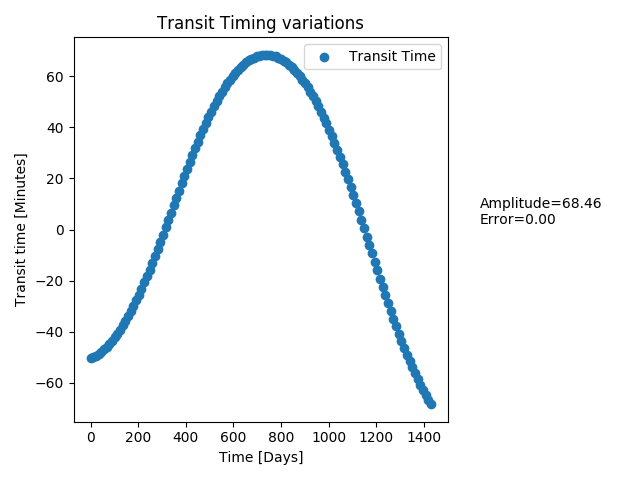 Transit Timing variations
Transit Time
60
40
20
0
−20
−40
−60
Transit time [Minutes]
0
200
400
600
800
1000
1200
1400
Time [Days]
Amplitude=68.46
Error=0.00